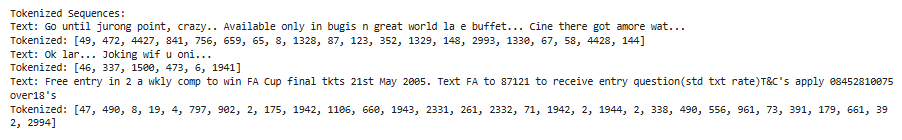 Tokenized Sequences:
Text: Go until jurong point, crazy.. Available only in bugis n great world la e buffet... Cine there got amore wat...
Tokenized: [49, 472, 4427, 841, 756, 659, 65, 8, 1328, 87, 123, 352, 1329, 148, 2993, 1330, 67, 58, 4428, 144]
Text: Ok lar... Joking wif u oni...
Tokenized: [46, 337, 1500, 473, 6, 1941]
Text: Free entry in 2 a wkly comp to win FA Cup final tkts 21st May 2005. Text FA to 87121 to receive entry question(std txt rate)T&C's apply 08452810075
over18's
Tokenized: [47, 490, 8, 19, 4, 797, 902, 2, 175, 1942, 1106, 660, 1943, 2331, 261, 2332, 71, 1942, 2, 1944, 2, 338, 490, 556, 961, 73, 391, 179, 661, 39
2, 2994]